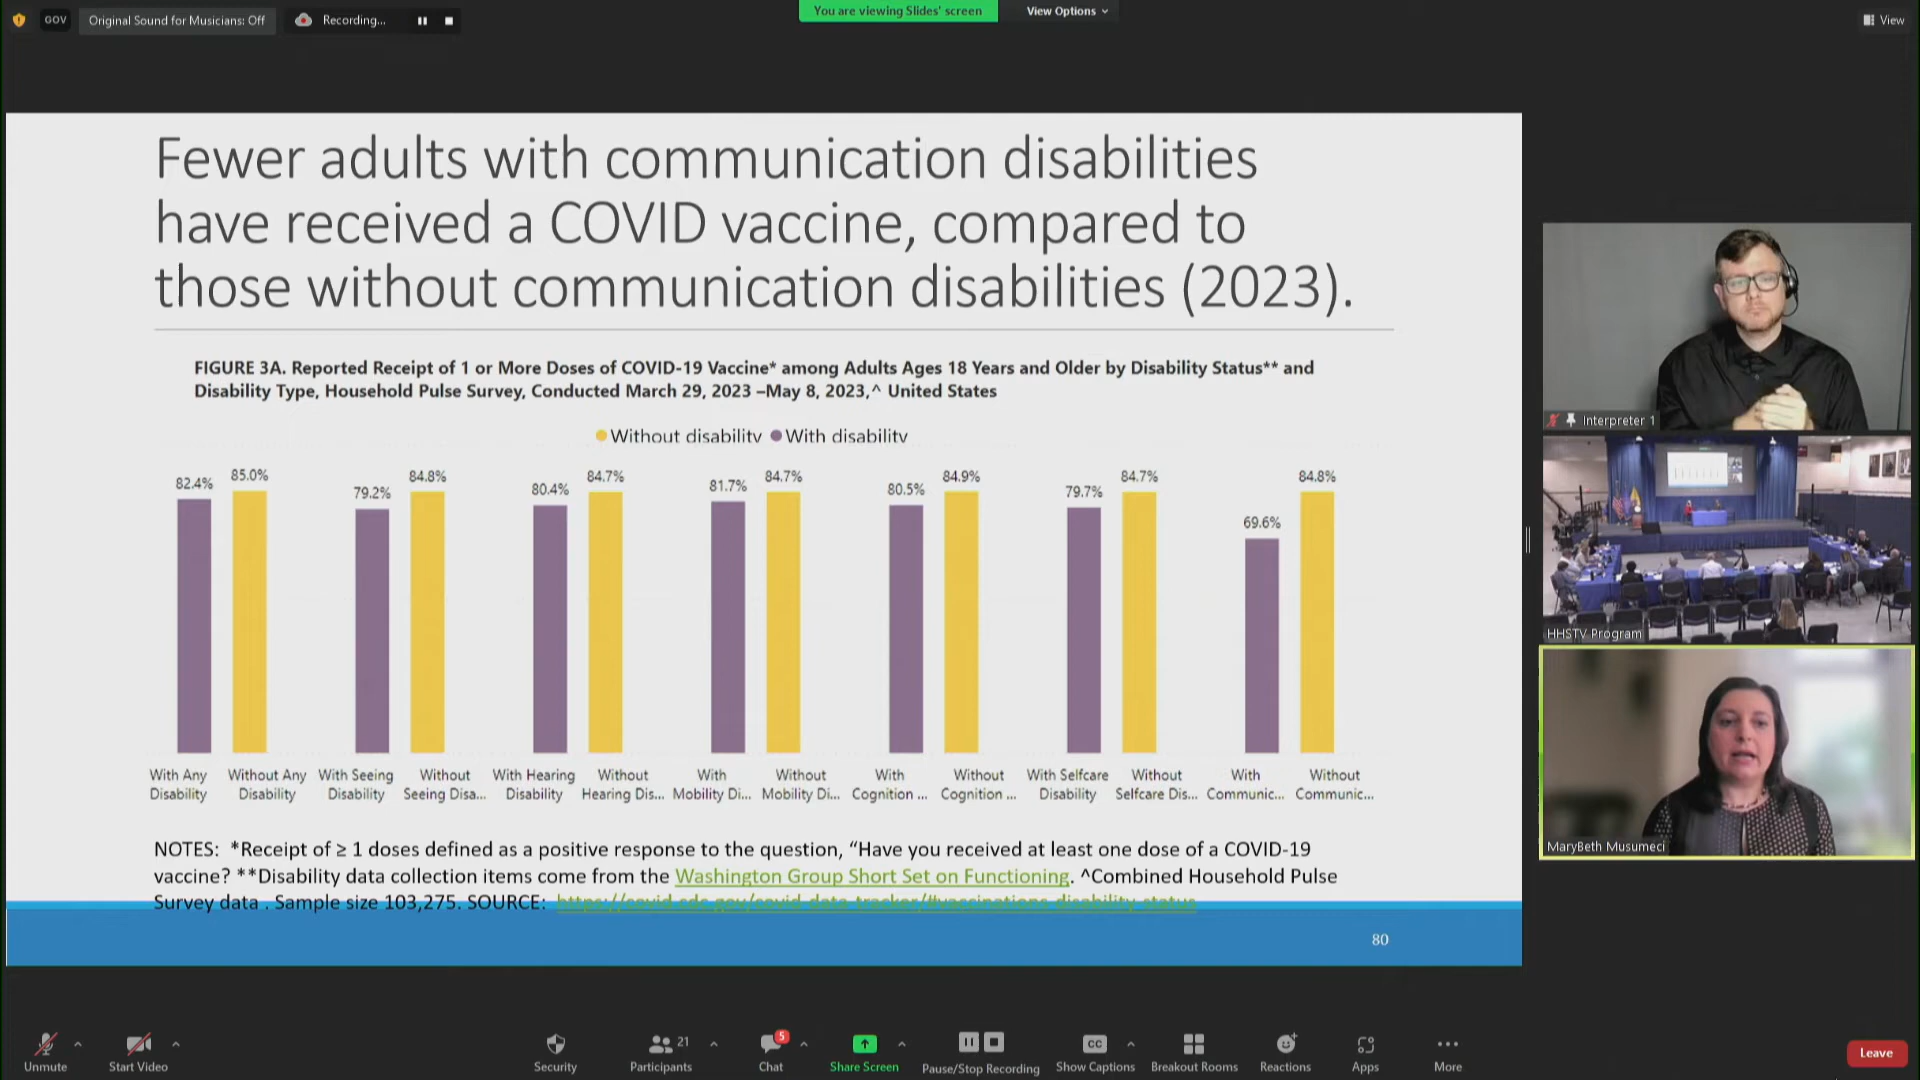 GOV
Original Sound for Musicians: Off
Recording...
You are viewing Slides' screen
View Options
View
Fewer adults with communication disabilities
have received a COVID vaccine, compared to
those without communication disabilities (2023).
FIGURE 3A. Reported Receipt of 1 or More Doses of COVID-19 Vaccine* among Adults Ages 18 Years and Older by Disability Status** and
Disability Type, Household Pulse Survey, Conducted March 29, 2023 –May 8, 2023,^ United States
Without disability With disability
82.4% 85.0% 79.2% 84.8% 80.4% 84.7% 81.7% 84.7% 80.5% 84.9% 79.7% 84.7% 69.6% 84.8%
With Any Without Any With Seeing Without With Hearing Without With Without With Without With Selfcare Without With Without
Disability Disability Disability Seeing Disa... Disability Hearing Dis... Mobility Di... Mobility Di... Cognition ... Cognition ... Disability Selfcare Dis... Communic... Communic...
NOTES: *Receipt of ≥ 1 doses defined as a positive response to the question, “Have you received at least one dose of a COVID-19
vaccine? **Disability data collection items come from the Washington Group Short Set on Functioning. ^Combined Household Pulse
Survey data . Sample size 103,275. SOURCE: https://covid.cdc.gov/covid-data-tracker/#vaccinations-disability-status
80
Interpreter 1
HHSTV Program
MaryBeth Musumeci
Unmute
Start Video
Security
21
Participants
5
Chat
Share Screen
Pause/Stop Recording
CC
Show Captions
Breakout Rooms
Reactions
Apps
More
Leave